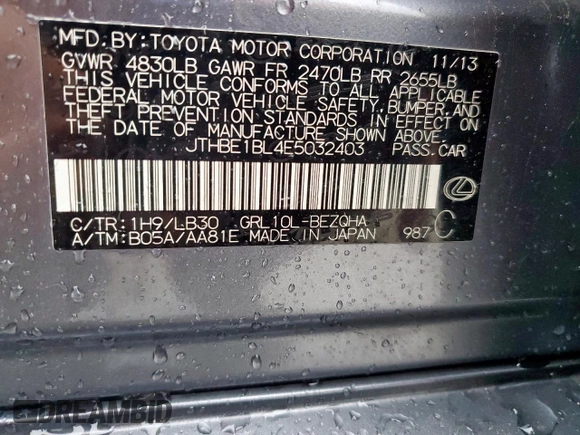 MFD. BY: TOYOTA MOTOR CORPORATION 11/13
GVWR 4830LB GAWR FR 2470LB RR 2655LB
THIS VEHICLE CONFORMS TO ALL APPLICABLE
FEDERAL MOTOR VEHICLE SAFETY, BUMPER, AND
THEFT PREVENTION STANDARDS IN EFFECT ON
THE DATE OF MANUFACTURE SHOWN ABOVE.
JTHBE1BL4E5032403 PASS. CAR
C/TR: 1H9/LB30 GRL10L-BEZQHA C
A/TM: B05A/AA81E MADE IN JAPAN 987
DREAMBID